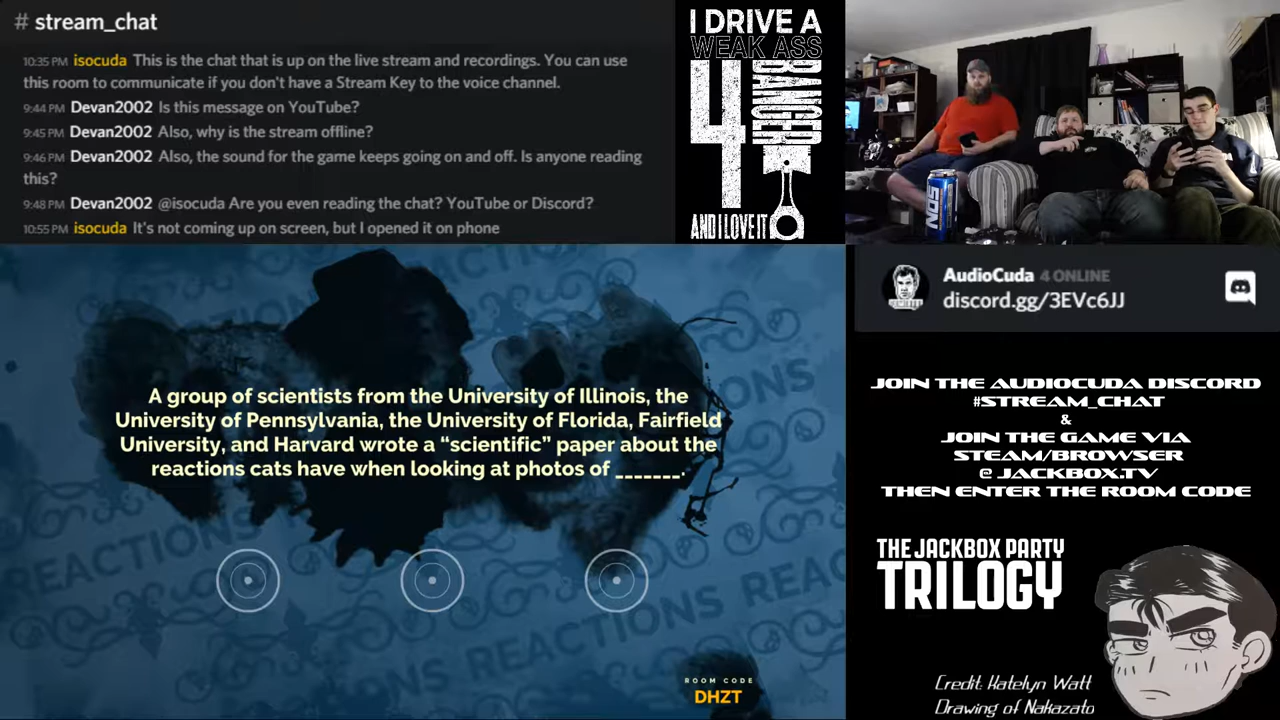 # stream_chat
10:35 PM isocuda This is the chat that is up on the live stream and recordings. You can use
this room to communicate if you don't have a Stream Key to the voice channel.
9:44 PM Devan2002 Is this message on YouTube?
9:45 PM Devan2002 Also, why is the stream offline?
9:46 PM Devan2002 Also, the sound for the game keeps going on and off. Is anyone reading
this?
9:48 PM Devan2002 @isocuda Are you even reading the chat? YouTube or Discord?
10:55 PM isocuda It's not coming up on screen, but I opened it on phone
I DRIVE A
WEAK ASS
4
BANGER
AND I LOVE IT
AudioCuda 4 ONLINE
discord.gg/3EVc6JJ
A group of scientists from the University of Illinois, the
University of Pennsylvania, the University of Florida, Fairfield
University, and Harvard wrote a “scientific” paper about the
reactions cats have when looking at photos of _______.
REACTIONS
ROOM CODE
DHZT
JOIN THE AUDIOCUDA DISCORD
#STREAM_CHAT
&
JOIN THE GAME VIA
STEAM/BROWSER
@ JACKBOX.TV
THEN ENTER THE ROOM CODE
THE JACKBOX PARTY
TRILOGY
Credit: Katelyn Watt
Drawing of Nakazato